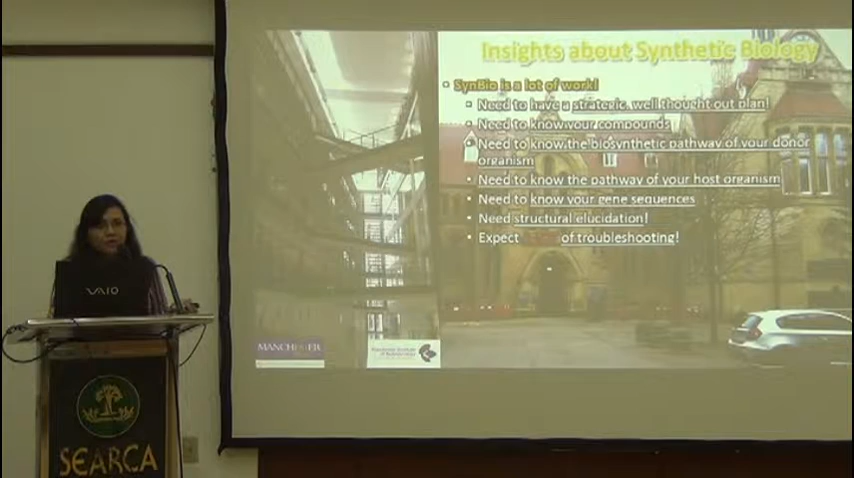 Insights about Synthetic Biology
• SynBio is a lot of work!
• Need to have a strategic, well thought out plan!
• Need to know your compounds
• Need to know the biosynthetic pathway of your donor
organism
• Need to know the pathway of your host organism
• Need to know your gene sequences
• Need structural elucidation!
• Expect of troubleshooting!
VAIO
MANCHESTER
SEARCA